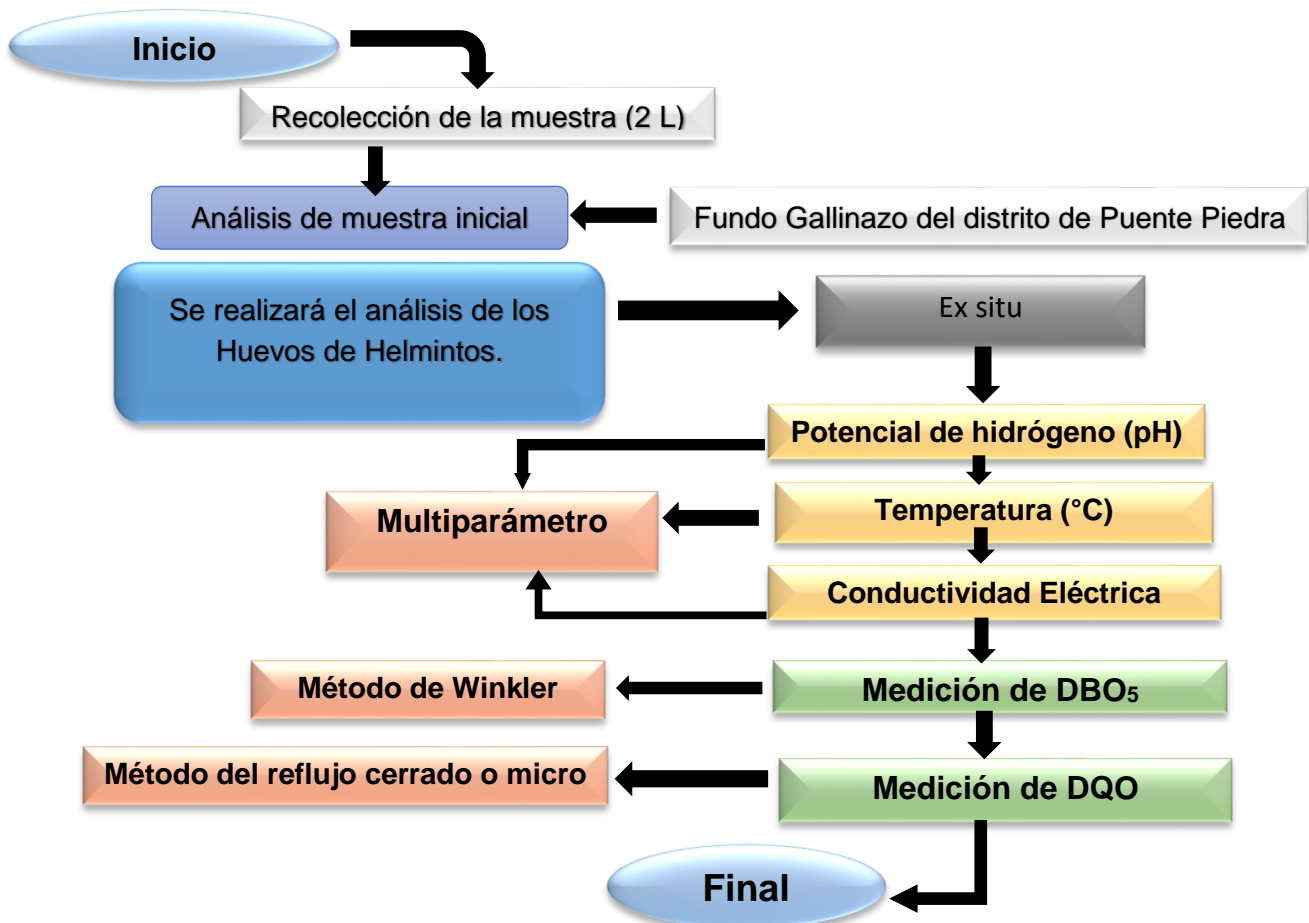 Inicio
Recolección de la muestra (2 L)
Análisis de muestra inicial
Fundo Gallinazo del distrito de Puente Piedra
Se realizará el análisis de los
Huevos de Helmintos.
Ex situ
Potencial de hidrógeno (pH)
Multiparámetro
Temperatura (°C)
Conductividad Eléctrica
Método de Winkler
Medición de DBO₅
Método del reflujo cerrado o micro
Medición de DQO
Final